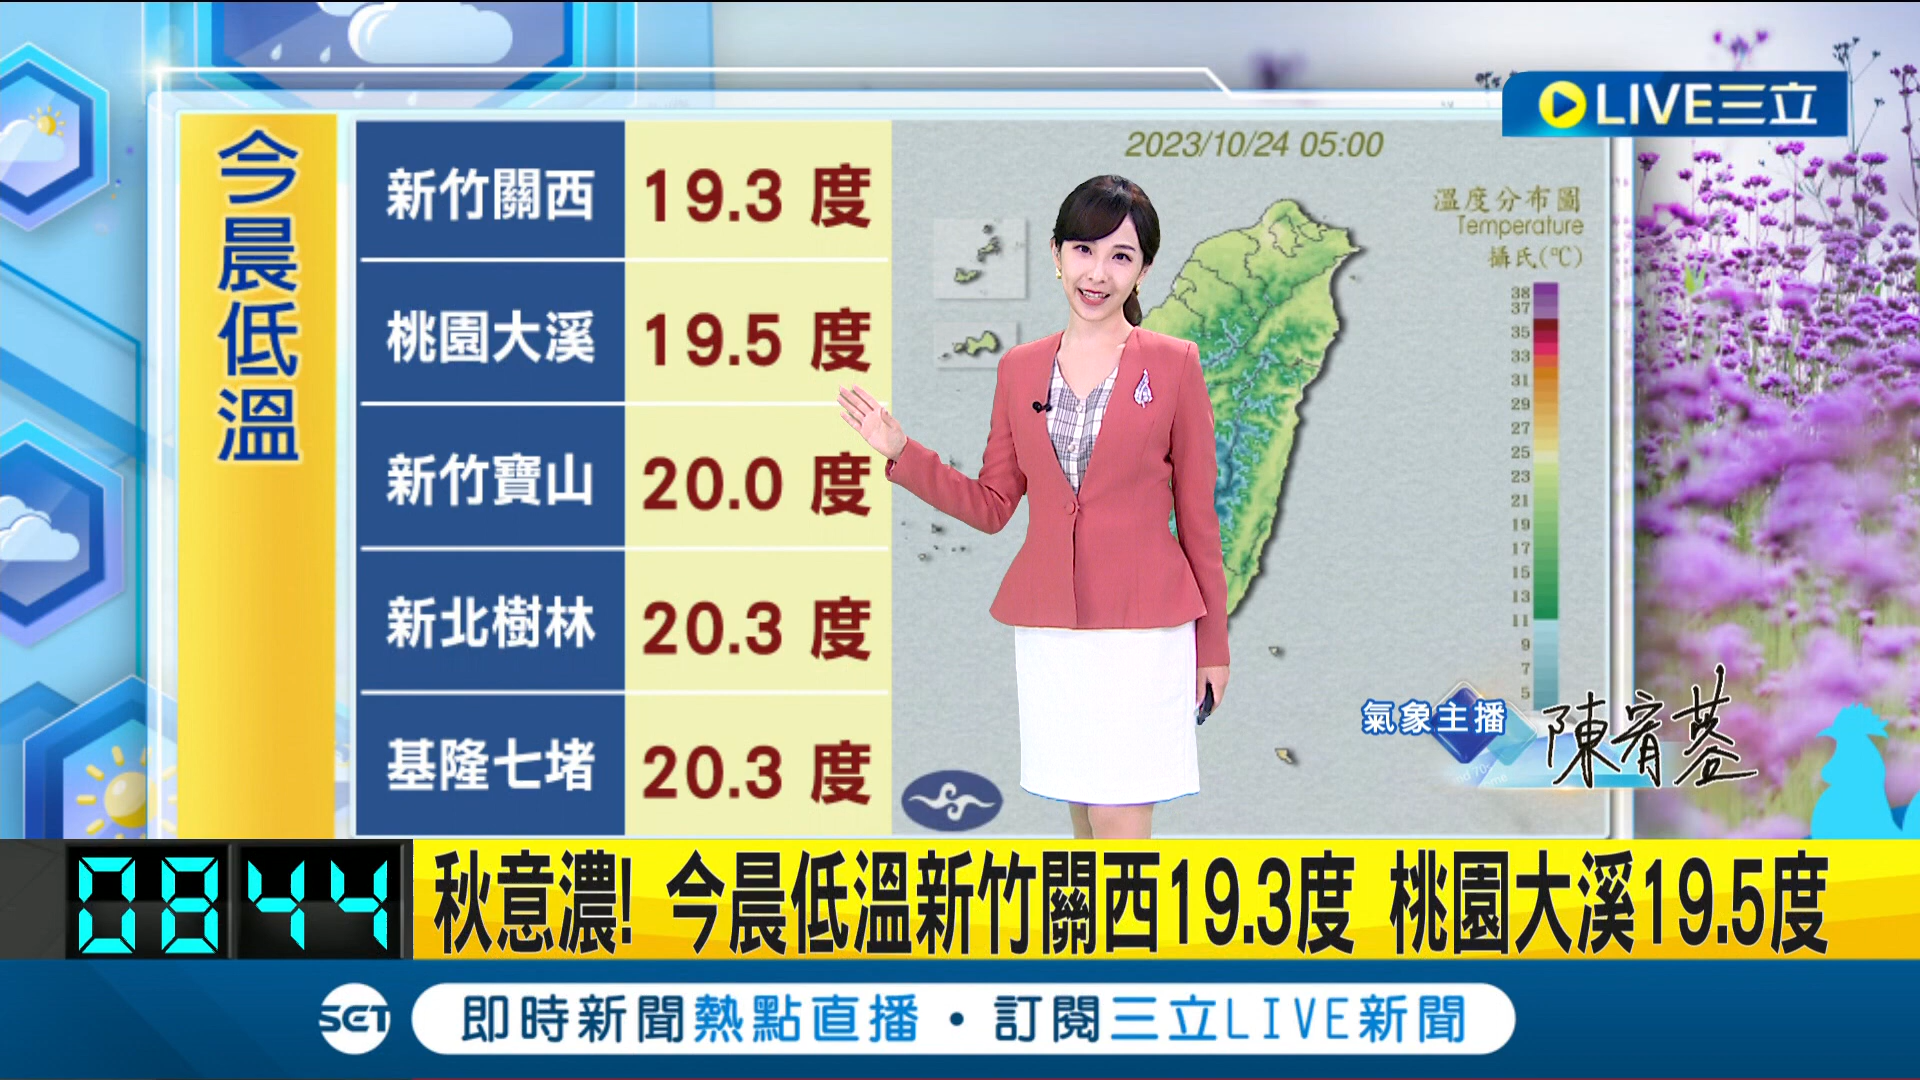 LIVE三立
今晨低溫
新竹關西 19.3 度
桃園大溪 19.5 度
新竹寶山 20.0 度
新北樹林 20.3 度
基隆七堵 20.3 度
2023/10/24 05:00
溫度分布圖
Temperature
攝氏(℃)
38
37
35
33
31
29
27
25
23
21
19
17
15
13
11
9
7
5
氣象主播
陳宥蓉
08 44
秋意濃! 今晨低溫新竹關西19.3度 桃園大溪19.5度
SET
即時新聞熱點直播・訂閱三立LIVE新聞